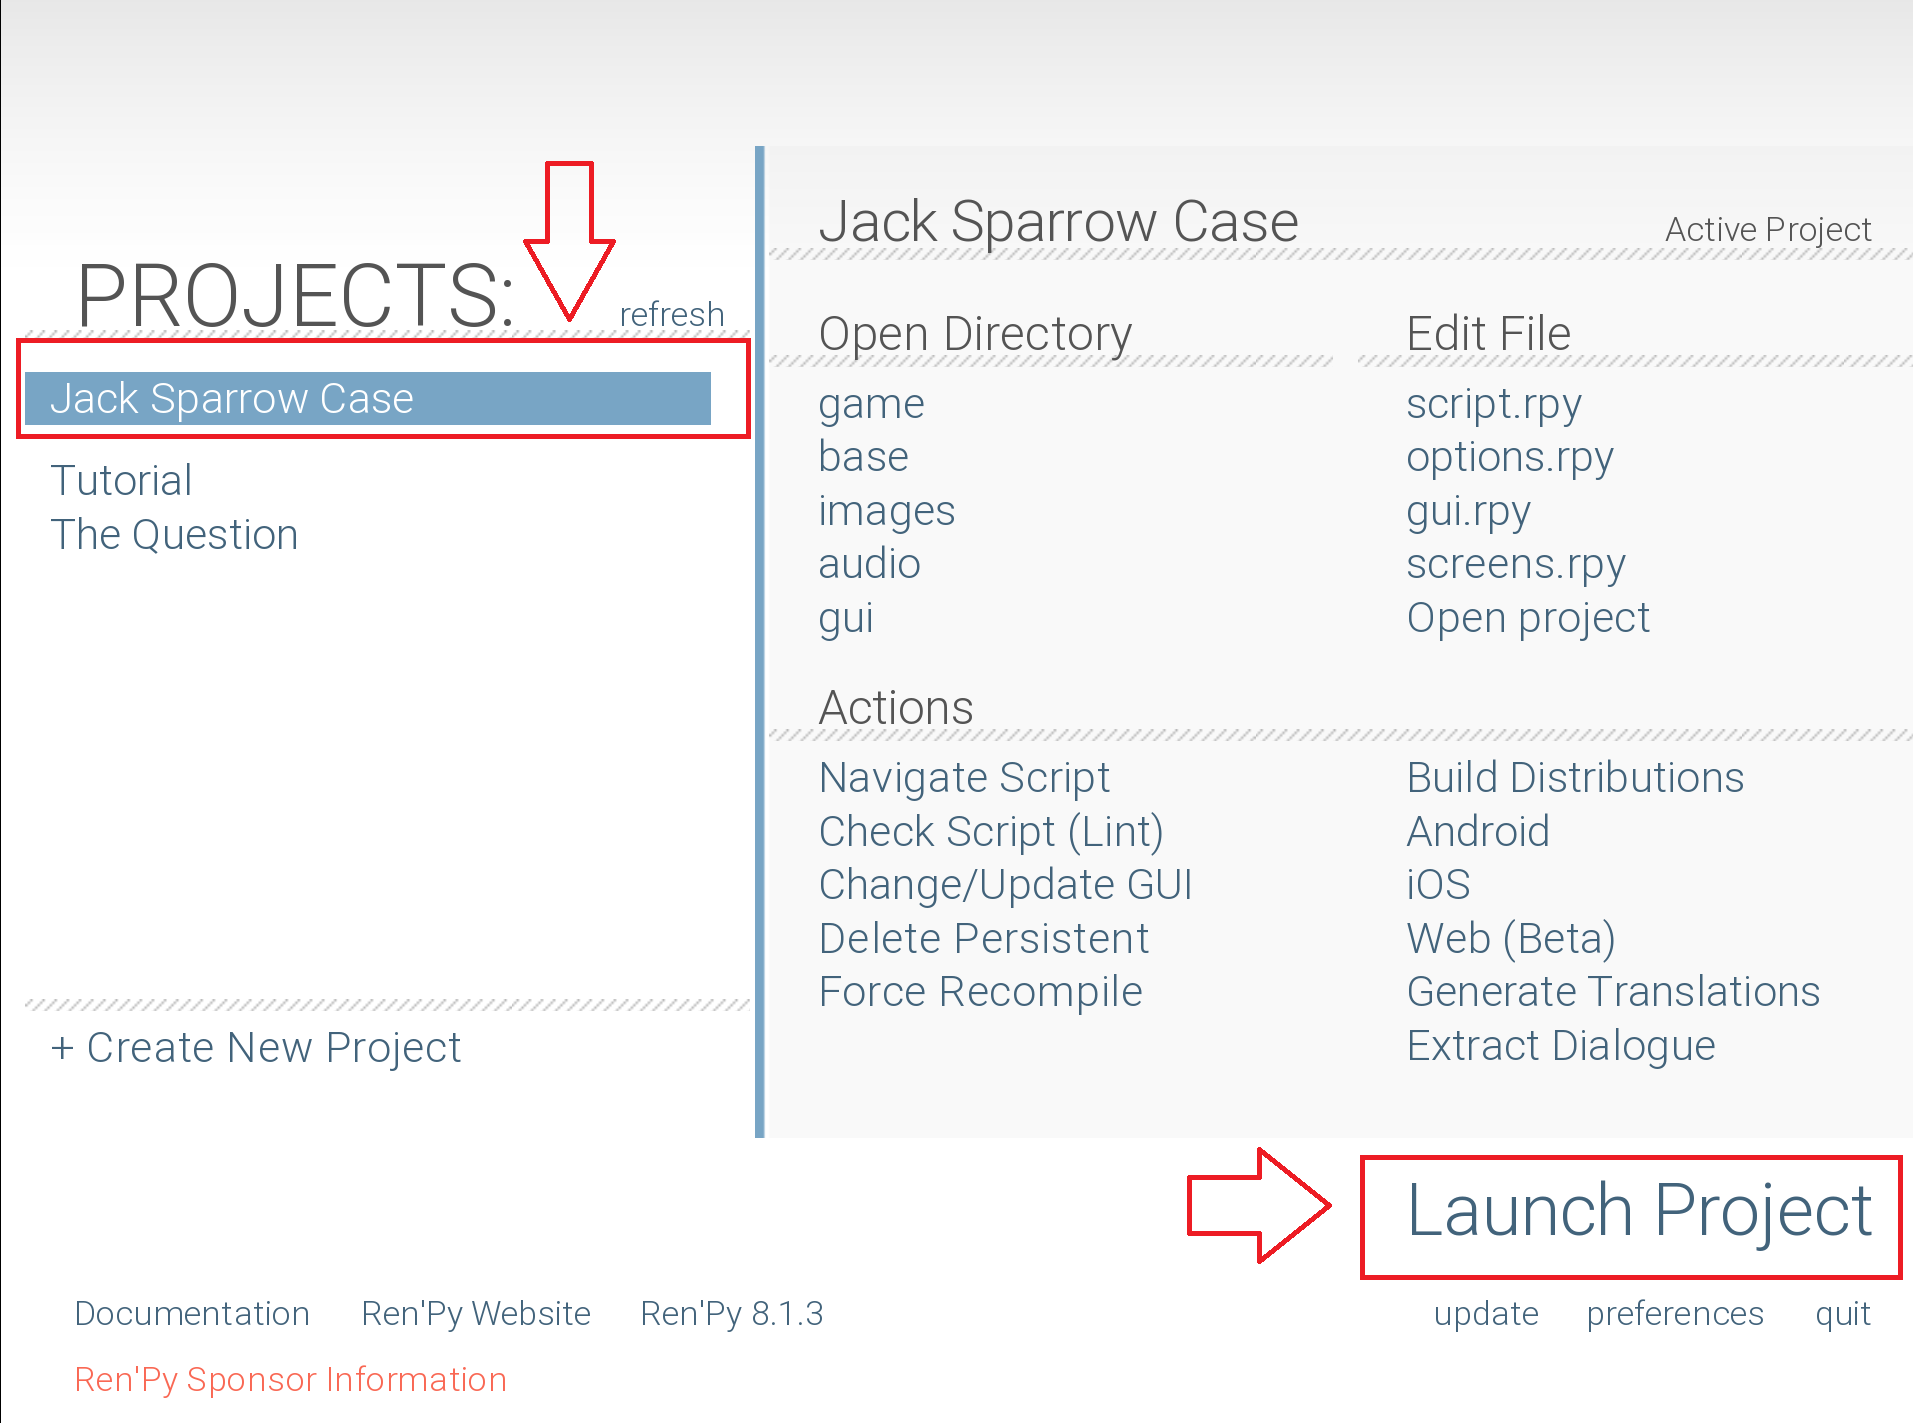 PROJECTS:
refresh
Jack Sparrow Case
Tutorial
The Question
+ Create New Project
Jack Sparrow Case
Active Project
Open Directory
game
base
images
audio
gui
Edit File
script.rpy
options.rpy
gui.rpy
screens.rpy
Open project
Actions
Navigate Script
Check Script (Lint)
Change/Update GUI
Delete Persistent
Force Recompile
Build Distributions
Android
iOS
Web (Beta)
Generate Translations
Extract Dialogue
Launch Project
Documentation
Ren'Py Website
Ren'Py 8.1.3
update
preferences
quit
Ren'Py Sponsor Information